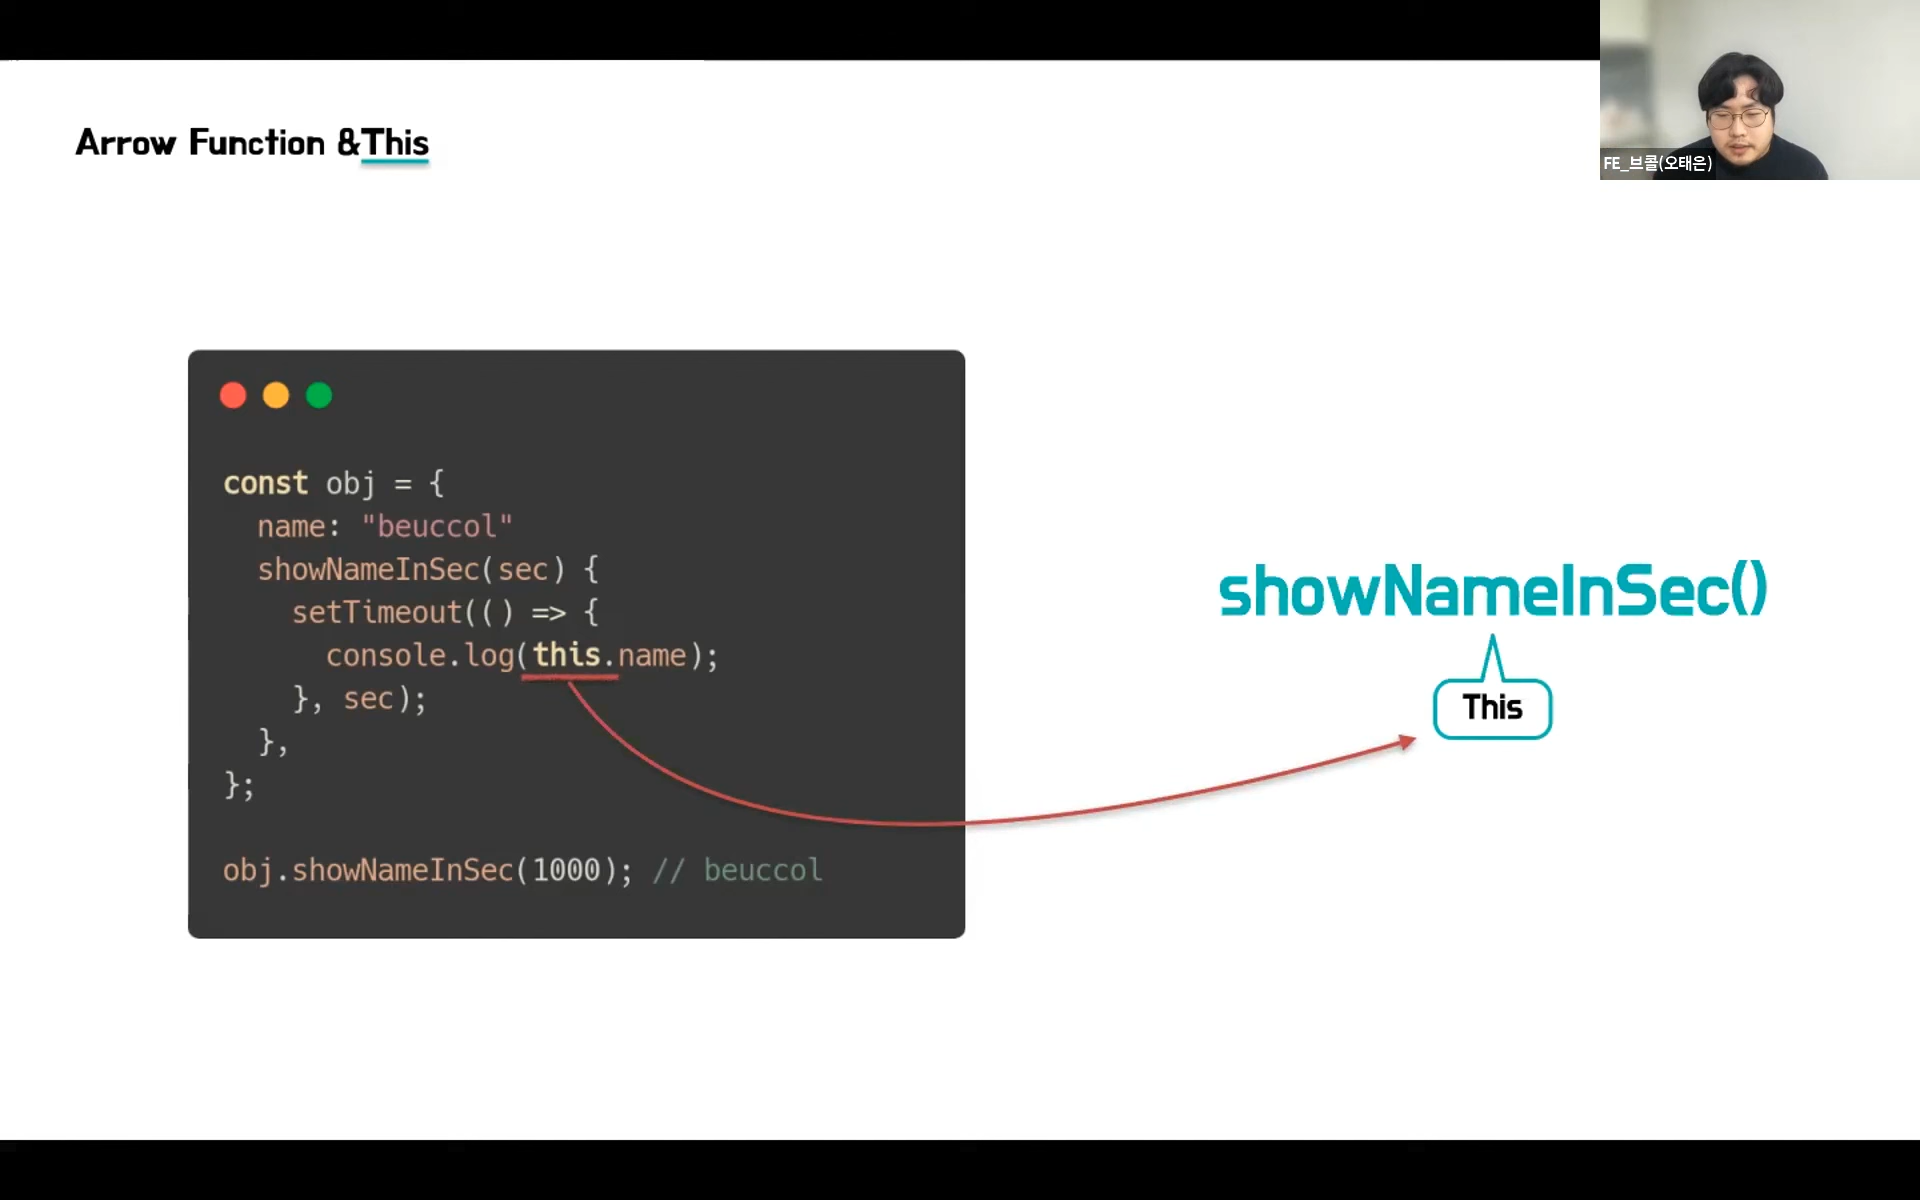 Arrow Function &This
FE_브콜(오태은)
const obj = {
  name: "beuccol"
  showNameInSec(sec) {
    setTimeout(() => {
      console.log(this.name);
    }, sec);
  },
};
obj.showNameInSec(1000); // beuccol
showNameInSec()
This